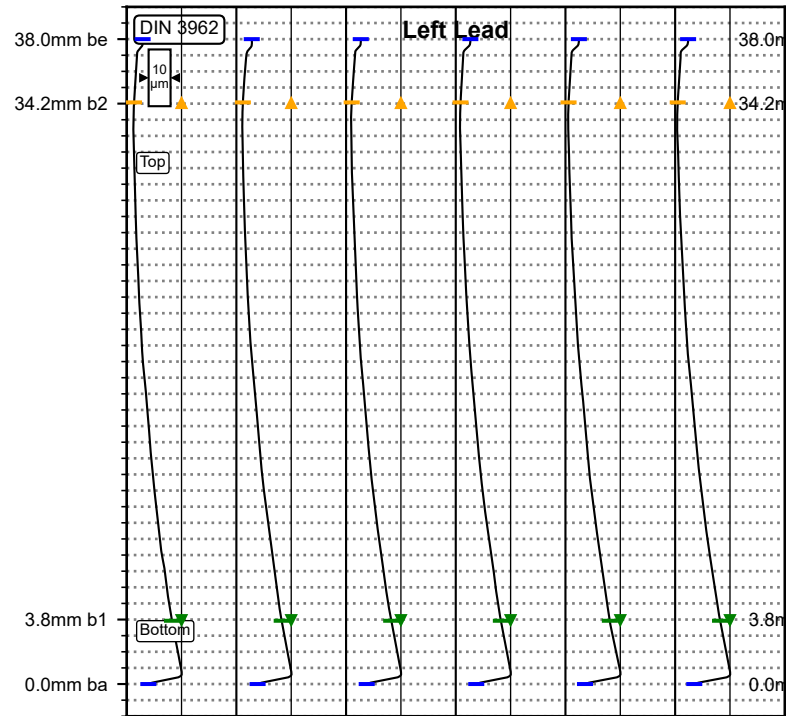 Left Lead
DIN 3962
38.0mm be
38.0m
10
µm
34.2mm b2
34.2m
Top
3.8mm b1
3.8m
Bottom
0.0mm ba
0.0m